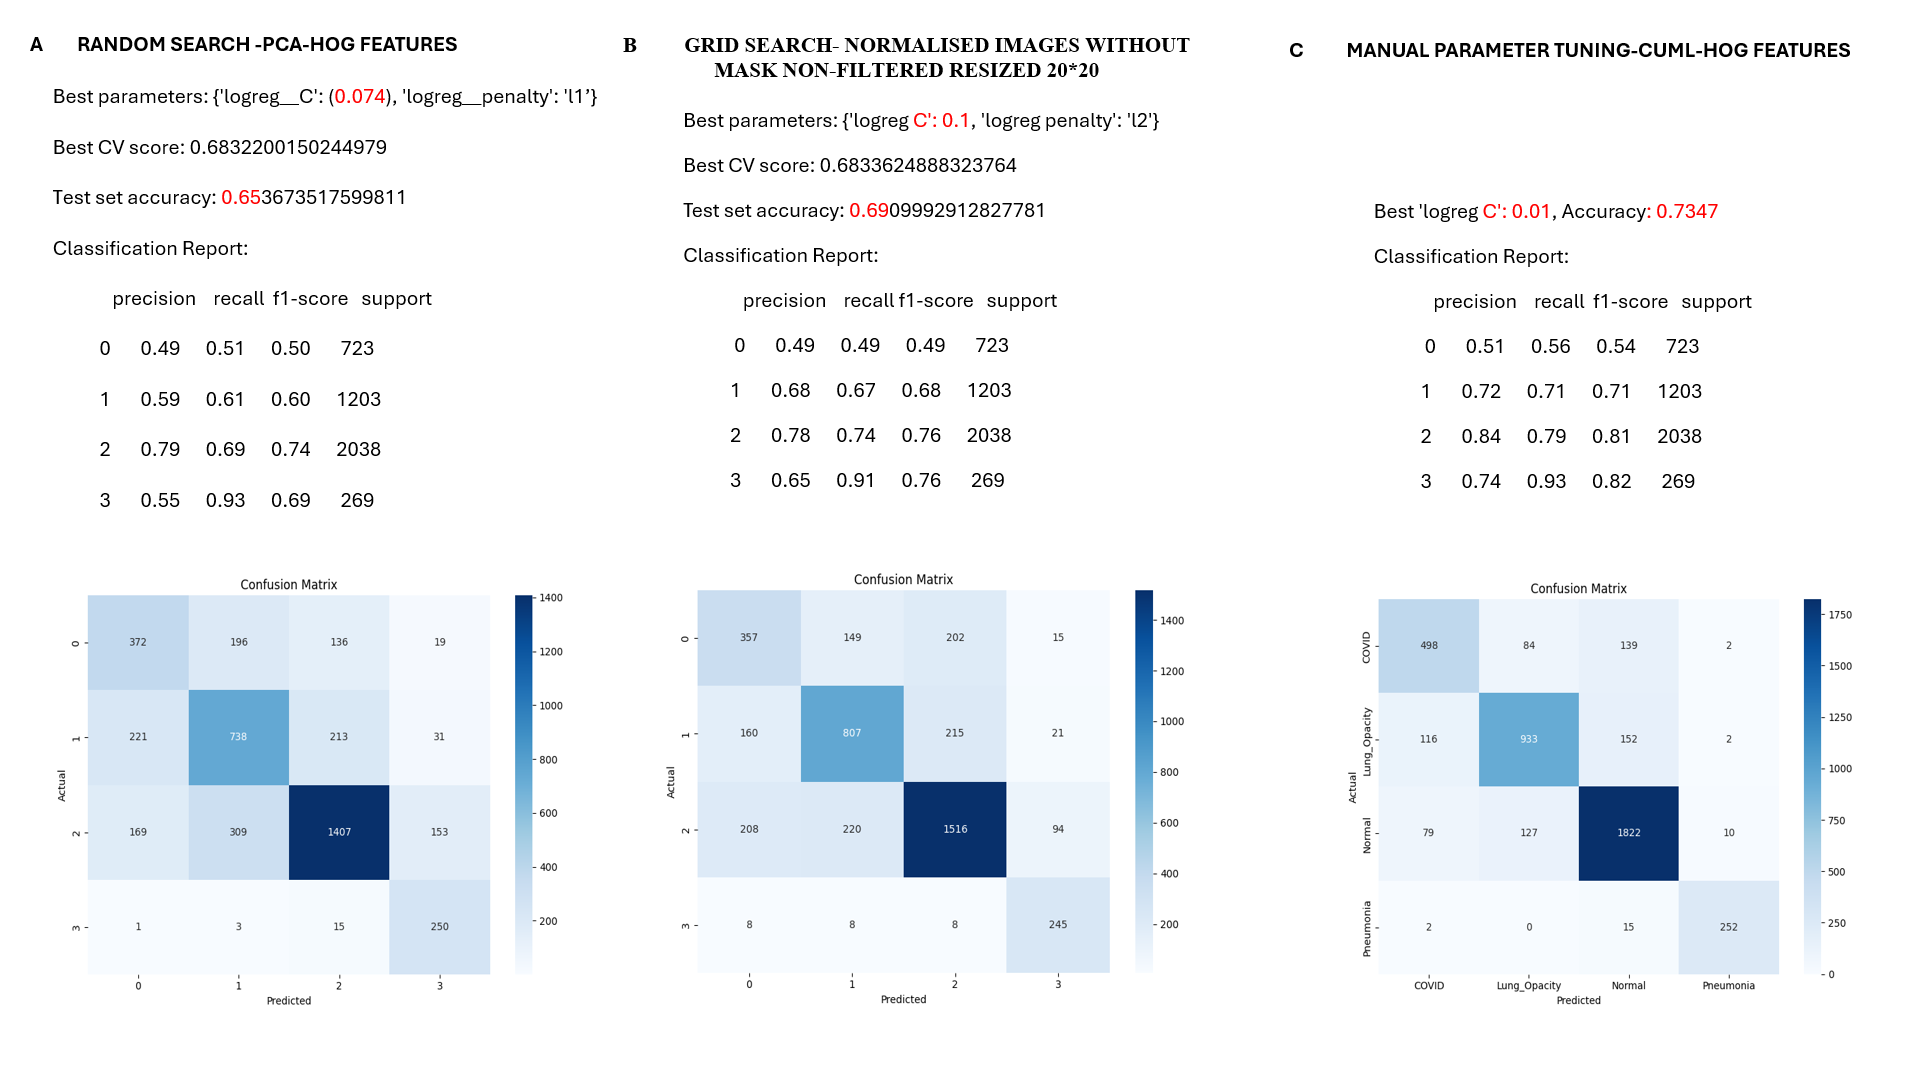 A RANDOM SEARCH -PCA-HOG FEATURES
Best parameters: {'logreg__C': (0.074), 'logreg__penalty': 'l1’}
Best CV score: 0.6832200150244979
Test set accuracy: 0.653673517599811
Classification Report:
precision recall f1-score support
0 0.49 0.51 0.50 723
1 0.59 0.61 0.60 1203
2 0.79 0.69 0.74 2038
3 0.55 0.93 0.69 269
Confusion Matrix
0 372 196 136 19
1 221 738 213 31
2 169 309 1407 153
3 1 3 15 250
0 1 2 3
Actual
Predicted
1400
1200
1000
800
600
400
200
B GRID SEARCH- NORMALISED IMAGES WITHOUT
MASK NON-FILTERED RESIZED 20*20
Best parameters: {'logreg C': 0.1, 'logreg penalty': 'l2'}
Best CV score: 0.6833624888323764
Test set accuracy: 0.6909992912827781
Classification Report:
precision recall f1-score support
0 0.49 0.49 0.49 723
1 0.68 0.67 0.68 1203
2 0.78 0.74 0.76 2038
3 0.65 0.91 0.76 269
Confusion Matrix
0 357 149 202 15
1 160 807 215 21
2 208 220 1516 94
3 8 8 8 245
0 1 2 3
Actual
Predicted
1400
1200
1000
800
600
400
200
C MANUAL PARAMETER TUNING-CUML-HOG FEATURES
Best 'logreg C': 0.01, Accuracy: 0.7347
Classification Report:
precision recall f1-score support
0 0.51 0.56 0.54 723
1 0.72 0.71 0.71 1203
2 0.84 0.79 0.81 2038
3 0.74 0.93 0.82 269
Confusion Matrix
COVID 498 84 139 2
Lung_Opacity 116 933 152 2
Normal 79 127 1822 10
Pneumonia 2 0 15 252
COVID Lung_Opacity Normal Pneumonia
Actual
Predicted
1750
1500
1250
1000
750
500
250
0